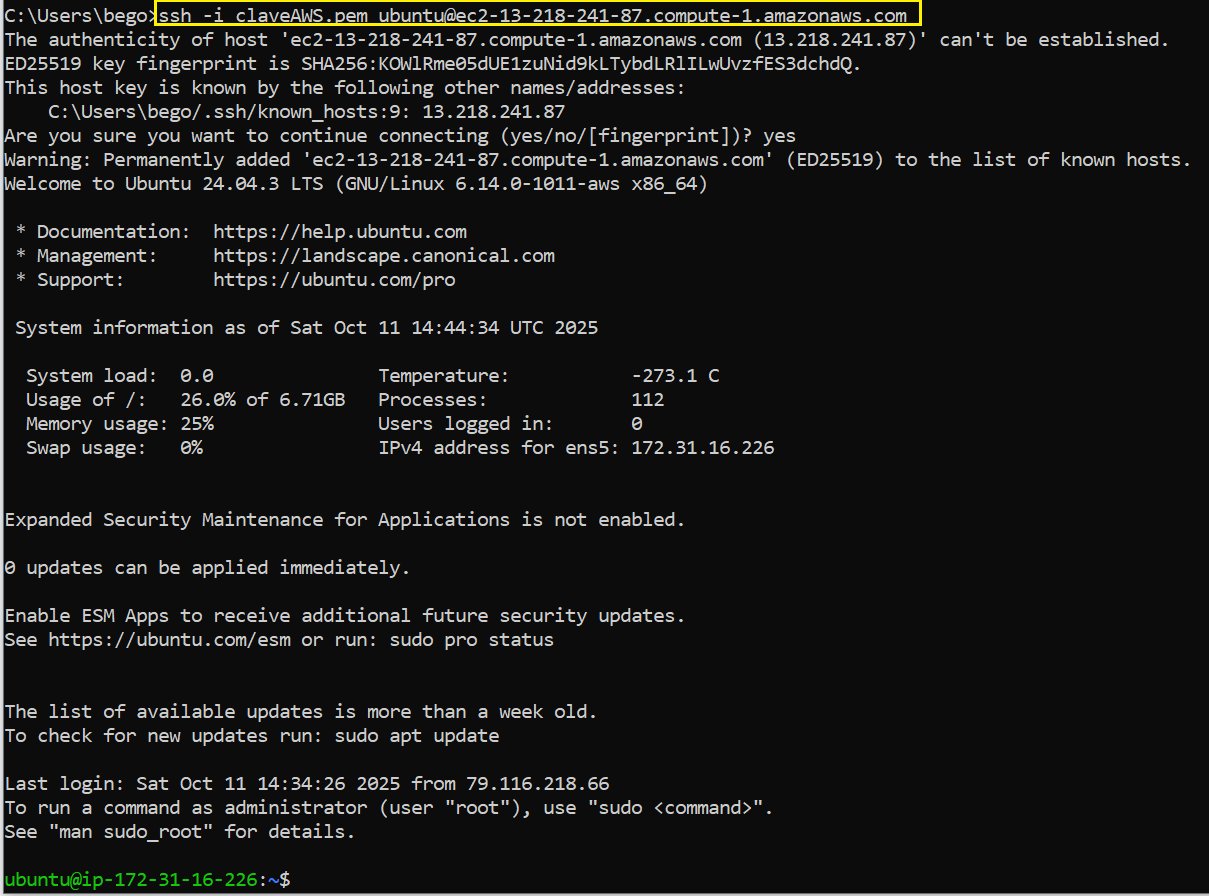 C:\Users\bego>ssh -i claveAWS.pem ubuntu@ec2-13-218-241-87.compute-1.amazonaws.com
The authenticity of host 'ec2-13-218-241-87.compute-1.amazonaws.com (13.218.241.87)' can't be established.
ED25519 key fingerprint is SHA256:KOWlRme05dUE1zuNid9kLTybdLRlILwUvzfES3dchdQ.
This host key is known by the following other names/addresses:
    C:\Users\bego/.ssh/known_hosts:9: 13.218.241.87
Are you sure you want to continue connecting (yes/no/[fingerprint])? yes
Warning: Permanently added 'ec2-13-218-241-87.compute-1.amazonaws.com' (ED25519) to the list of known hosts.
Welcome to Ubuntu 24.04.3 LTS (GNU/Linux 6.14.0-1011-aws x86_64)

 * Documentation:  https://help.ubuntu.com
 * Management:     https://landscape.canonical.com
 * Support:        https://ubuntu.com/pro

 System information as of Sat Oct 11 14:44:34 UTC 2025

  System load:  0.0               Temperature:           -273.1 C
  Usage of /:   26.0% of 6.71GB   Processes:             112
  Memory usage: 25%               Users logged in:       0
  Swap usage:   0%                IPv4 address for ens5: 172.31.16.226

Expanded Security Maintenance for Applications is not enabled.

0 updates can be applied immediately.

Enable ESM Apps to receive additional future security updates.
See https://ubuntu.com/esm or run: sudo pro status

The list of available updates is more than a week old.
To check for new updates run: sudo apt update

Last login: Sat Oct 11 14:34:26 2025 from 79.116.218.66
To run a command as administrator (user "root"), use "sudo <command>".
See "man sudo_root" for details.

ubuntu@ip-172-31-16-226:~$